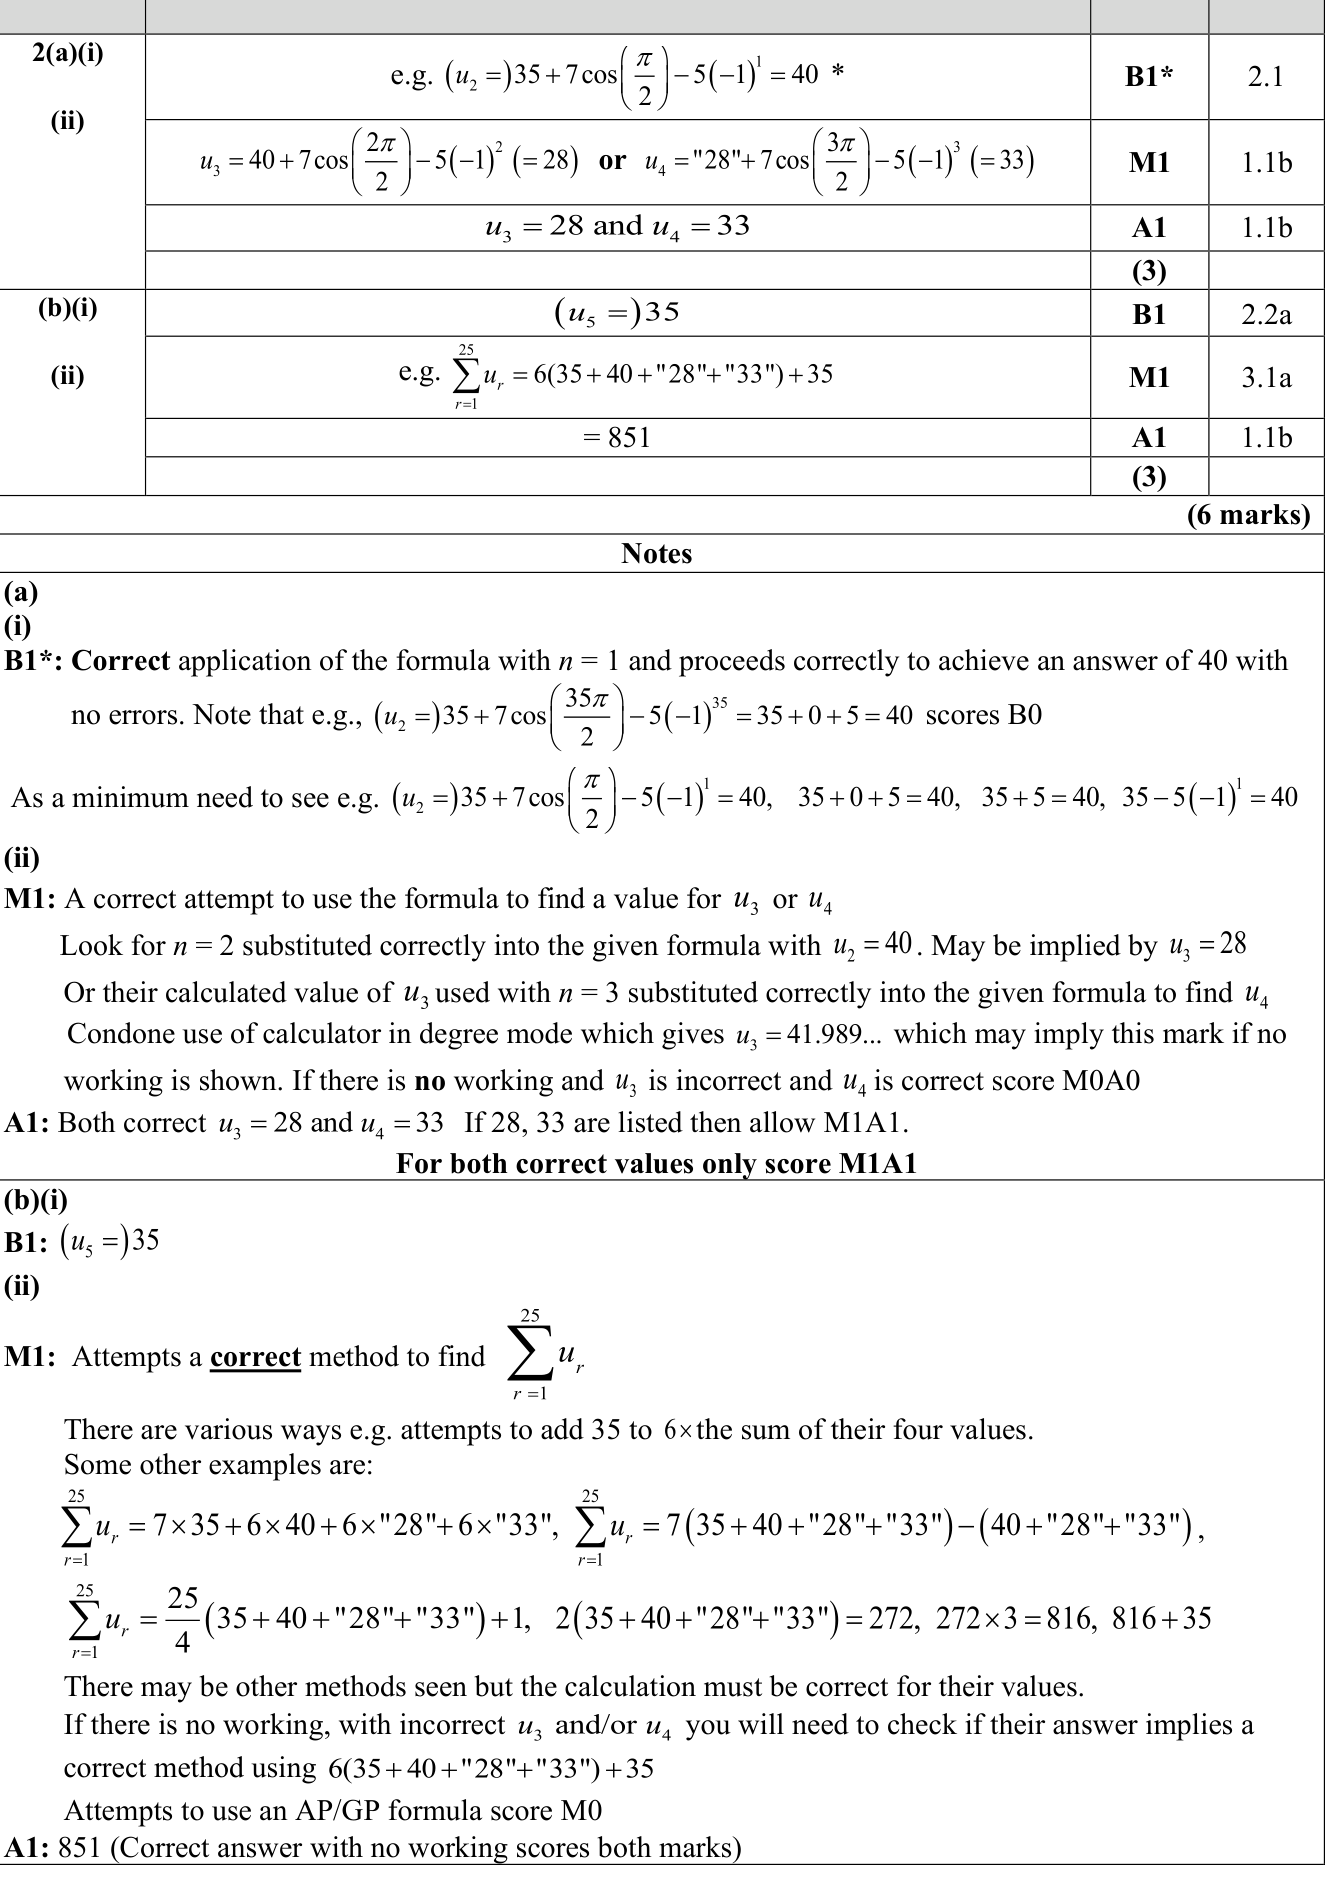 2(a)(i) e.g. (u₂ =)35 + 7cos(π/2) − 5(−1)¹ = 40 * B1* 2.1
(ii) u₃ = 40 + 7cos(2π/2) − 5(−1)² (= 28) or u₄ = "28"+ 7cos(3π/2) − 5(−1)³ (= 33) M1 1.1b
u₃ = 28 and u₄ = 33 A1 1.1b
(3)
(b)(i) (u₅ =)35 B1 2.2a
(ii) e.g. ∑_{r=1}^{25} u_r = 6(35 + 40 + "28"+ "33") + 35 M1 3.1a
= 851 A1 1.1b
(3)
(6 marks)
Notes
(a)
(i)
B1*: Correct application of the formula with n = 1 and proceeds correctly to achieve an answer of 40 with
no errors. Note that e.g., (u₂ =)35 + 7cos(35π/2) − 5(−1)³⁵ = 35 + 0 + 5 = 40 scores B0
As a minimum need to see e.g. (u₂ =)35 + 7cos(π/2) − 5(−1)¹ = 40, 35 + 0 + 5 = 40, 35 + 5 = 40, 35 − 5(−1)¹ = 40
(ii)
M1: A correct attempt to use the formula to find a value for u₃ or u₄
Look for n = 2 substituted correctly into the given formula with u₂ = 40. May be implied by u₃ = 28
Or their calculated value of u₃ used with n = 3 substituted correctly into the given formula to find u₄
Condone use of calculator in degree mode which gives u₃ = 41.989... which may imply this mark if no
working is shown. If there is no working and u₃ is incorrect and u₄ is correct score M0A0
A1: Both correct u₃ = 28 and u₄ = 33 If 28, 33 are listed then allow M1A1.
For both correct values only score M1A1
(b)(i)
B1: (u₅ =)35
(ii)
M1: Attempts a correct method to find ∑_{r=1}^{25} u_r
There are various ways e.g. attempts to add 35 to 6×the sum of their four values.
Some other examples are:
∑_{r=1}^{25} u_r = 7×35 + 6×40 + 6×"28"+ 6×"33", ∑_{r=1}^{25} u_r = 7(35 + 40 + "28"+ "33") − (40 + "28"+ "33"),
∑_{r=1}^{25} u_r = 25/4 (35 + 40 + "28"+ "33") + 1, 2(35 + 40 + "28"+ "33") = 272, 272×3 = 816, 816 + 35
There may be other methods seen but the calculation must be correct for their values.
If there is no working, with incorrect u₃ and/or u₄ you will need to check if their answer implies a
correct method using 6(35 + 40 + "28"+ "33") + 35
Attempts to use an AP/GP formula score M0
A1: 851 (Correct answer with no working scores both marks)